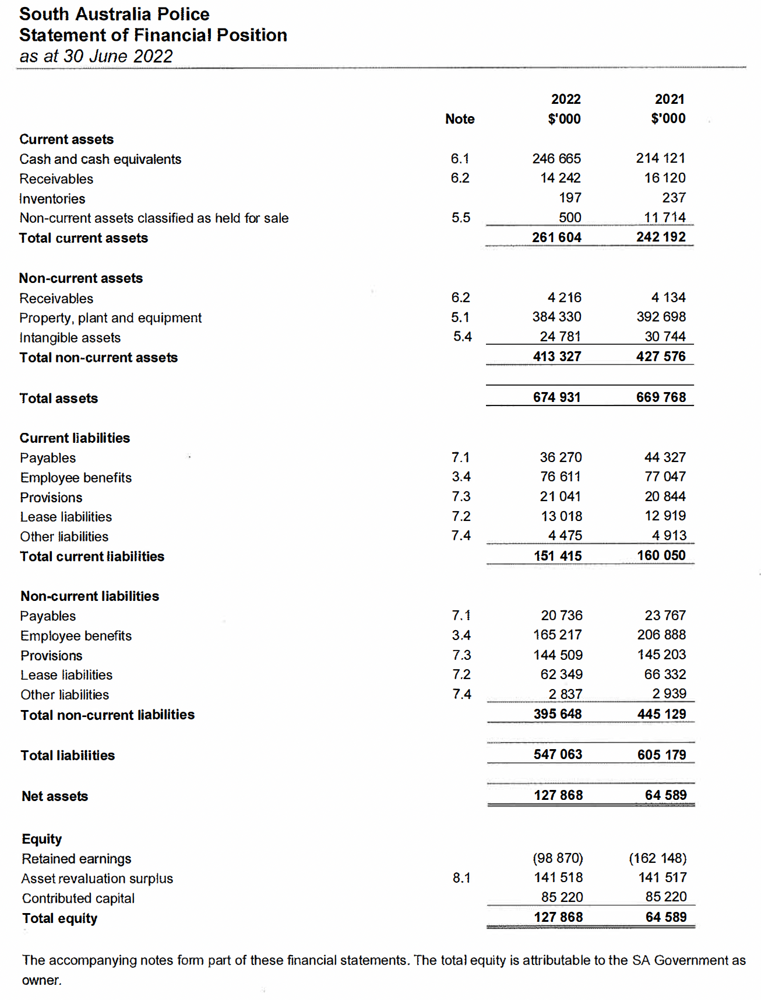 South Australia Police
Statement of Financial Position
as at 30 June 2022
2022 2021
Note $'000 $'000
Current assets
Cash and cash equivalents 6.1 246 665 214 121
Receivables 6.2 14 242 16 120
Inventories 197 237
Non-current assets classified as held for sale 5.5 500 11 714
Total current assets 261 604 242 192
Non-current assets
Receivables 6.2 4 216 4 134
Property, plant and equipment 5.1 384 330 392 698
Intangible assets 5.4 24 781 30 744
Total non-current assets 413 327 427 576
Total assets 674 931 669 768
Current liabilities
Payables 7.1 36 270 44 327
Employee benefits 3.4 76 611 77 047
Provisions 7.3 21 041 20 844
Lease liabilities 7.2 13 018 12 919
Other liabilities 7.4 4 475 4 913
Total current liabilities 151 415 160 050
Non-current liabilities
Payables 7.1 20 736 23 767
Employee benefits 3.4 165 217 206 888
Provisions 7.3 144 509 145 203
Lease liabilities 7.2 62 349 66 332
Other liabilities 7.4 2 837 2 939
Total non-current liabilities 395 648 445 129
Total liabilities 547 063 605 179
Net assets 127 868 64 589
Equity
Retained earnings (98 870) (162 148)
Asset revaluation surplus 8.1 141 518 141 517
Contributed capital 85 220 85 220
Total equity 127 868 64 589
The accompanying notes form part of these financial statements. The total equity is attributable to the SA Government as
owner.